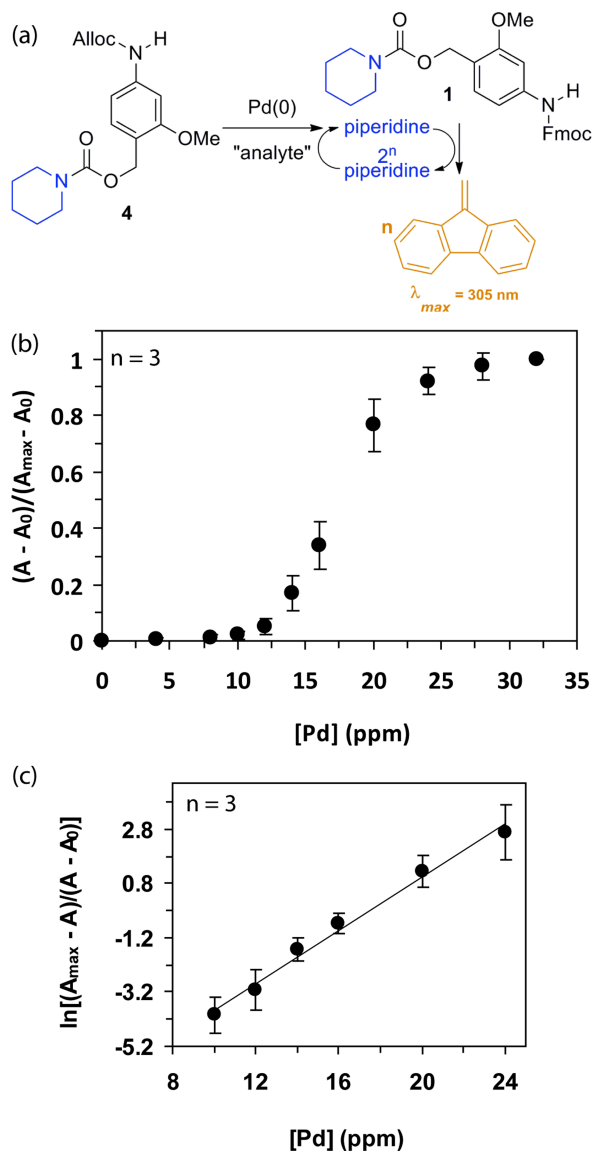 (a)
Alloc
N
H
O
N
O
OMe
4
Pd(0)
"analyte"
O
N
O
OMe
1
N
H
Fmoc
piperidine
2ⁿ
piperidine
n
λmax = 305 nm
(b)
n = 3
(A - A₀)/(Amax - A₀)
1
0.8
0.6
0.4
0.2
0
0 5 10 15 20 25 30 35
[Pd] (ppm)
(c)
n = 3
ln[(Amax - A)/(A - A₀)]
2.8
0.8
-1.2
-3.2
-5.2
8 12 16 20 24
[Pd] (ppm)